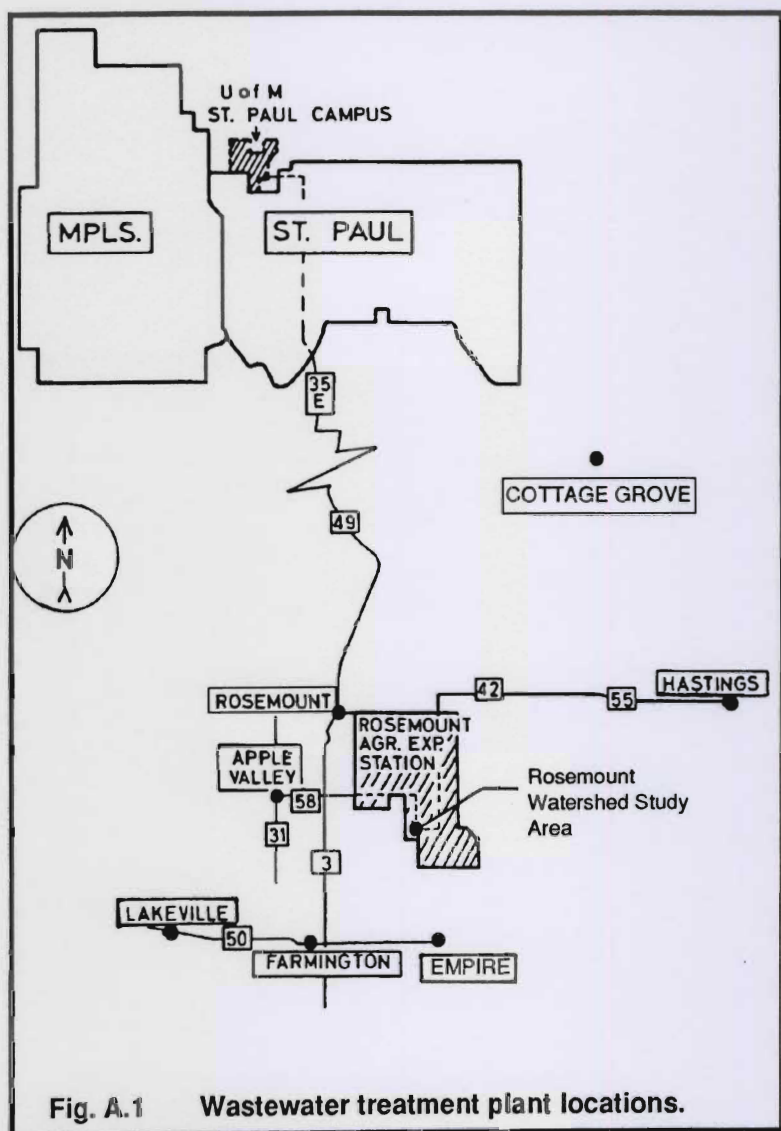 U of M
ST. PAUL CAMPUS
MPLS.
ST. PAUL
35
E
COTTAGE GROVE
N
49
ROSEMOUNT
42
55
HASTINGS
ROSEMOUNT
AGR. EXP.
STATION
APPLE
VALLEY
58
Rosemount
Watershed Study
Area
31
3
LAKEVILLE
50
FARMINGTON
EMPIRE
Fig. A.1 Wastewater treatment plant locations.